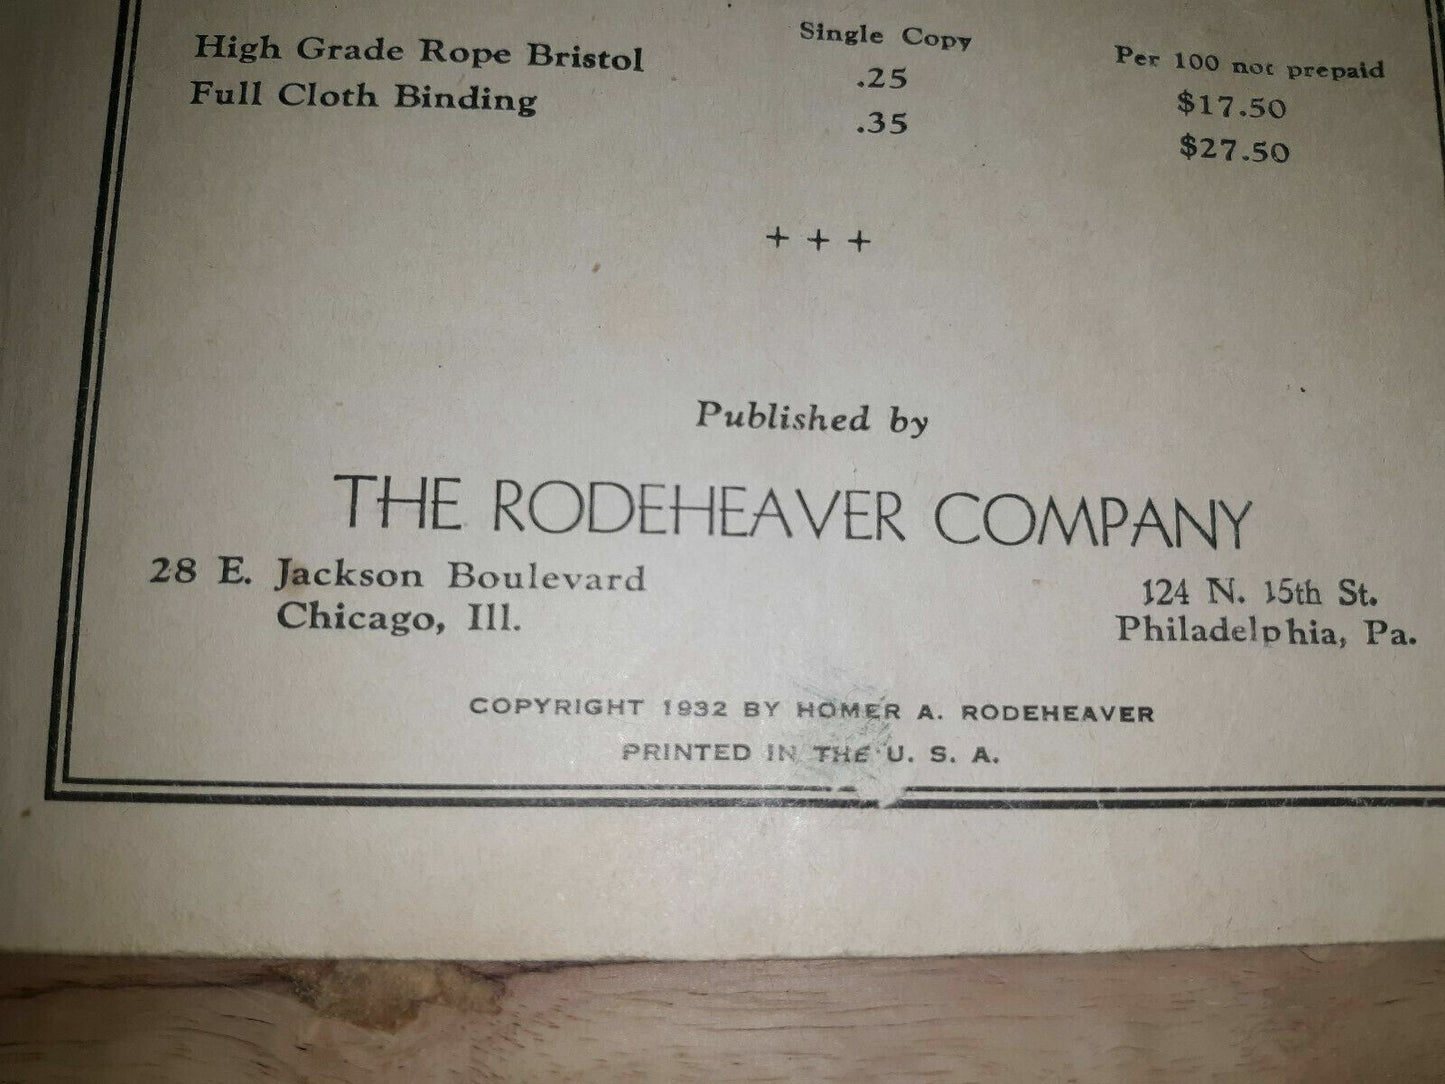 Single Copy Per 100 not prepaid
High Grade Rope Bristol .25 $17.50
Full Cloth Binding .35 $27.50
+ + +
Published by
THE RODEHEAVER COMPANY
28 E. Jackson Boulevard 124 N. 15th St.
Chicago, Ill. Philadelphia, Pa.
COPYRIGHT 1932 BY HOMER A. RODEHEAVER
PRINTED IN THE U. S. A.